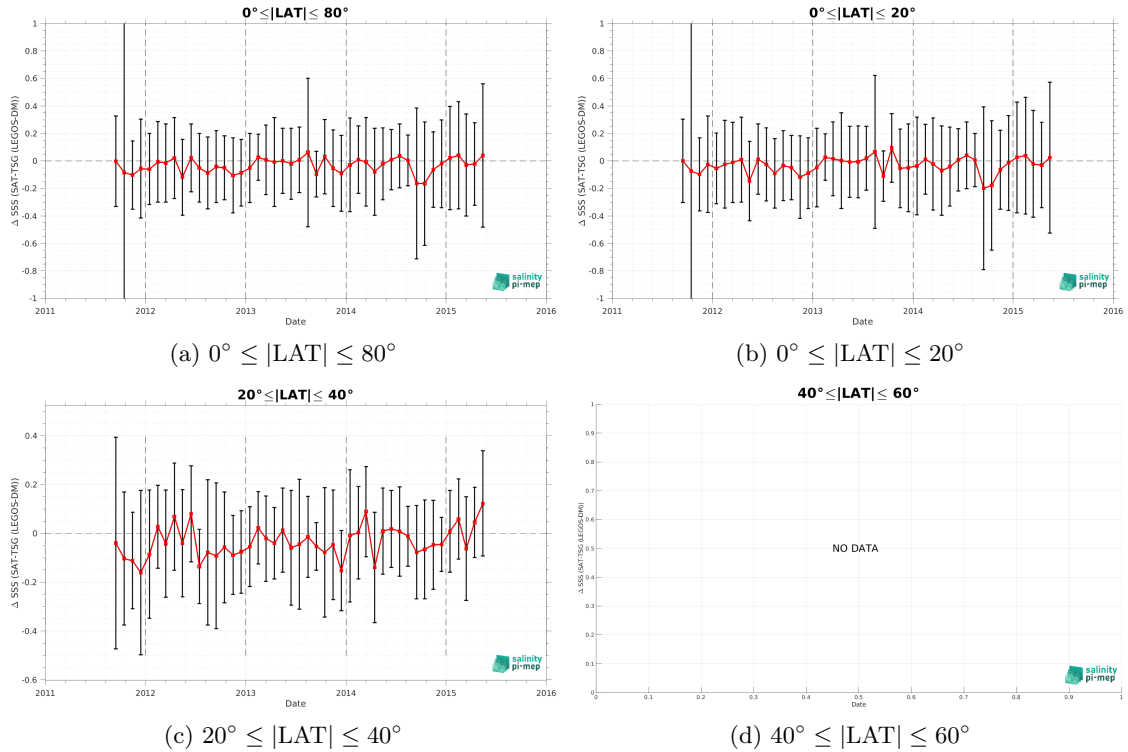 0°≤|LAT|≤ 80°
Δ SSS (SAT-TSG (LEGOS-DM))
1
0.8
0.6
0.4
0.2
0
-0.2
-0.4
-0.6
-0.8
-1
2011 2012 2013 2014 2015 2016
Date
salinity
pi-mep
(a) 0° ≤ |LAT| ≤ 80°
0°≤|LAT|≤ 20°
Δ SSS (SAT-TSG (LEGOS-DM))
1
0.8
0.6
0.4
0.2
0
-0.2
-0.4
-0.6
-0.8
-1
2011 2012 2013 2014 2015 2016
Date
salinity
pi-mep
(b) 0° ≤ |LAT| ≤ 20°
20°≤|LAT|≤ 40°
Δ SSS (SAT-TSG (LEGOS-DM))
0.4
0.2
0
-0.2
-0.4
-0.6
2011 2012 2013 2014 2015 2016
Date
salinity
pi-mep
(c) 20° ≤ |LAT| ≤ 40°
40°≤|LAT|≤ 60°
Δ SSS (SAT-TSG (LEGOS-DM))
1
0.9
0.8
0.7
0.6
0.5
0.4
0.3
0.2
0.1
0
NO DATA
0 0.1 0.2 0.3 0.4 0.5 0.6 0.7 0.8 0.9 1
Date
salinity
pi-mep
(d) 40° ≤ |LAT| ≤ 60°